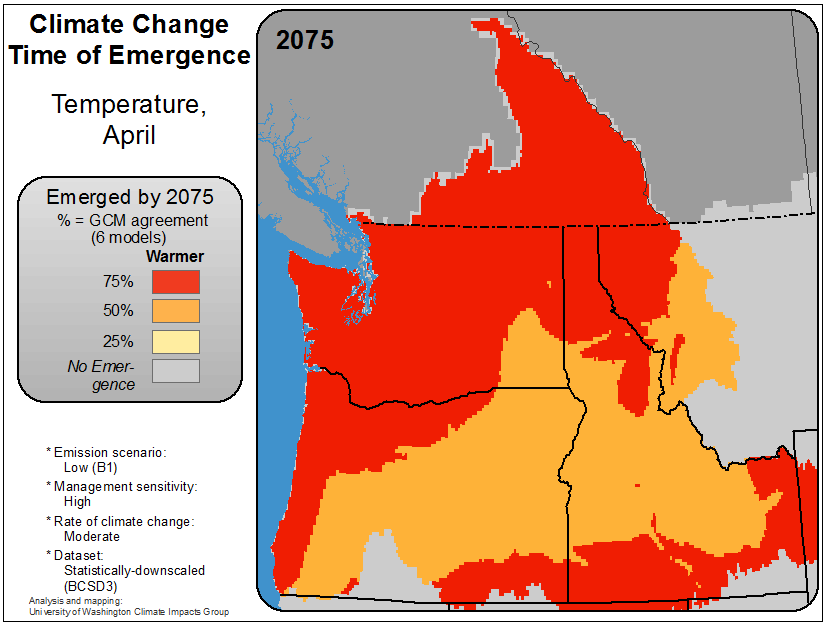 Climate Change
Time of Emergence
Temperature,
April
2075
Emerged by 2075
% = GCM agreement
(6 models)
Warmer
75%
50%
25%
No Emer-
gence
* Emission scenario:
Low (B1)
* Management sensitivity:
High
* Rate of climate change:
Moderate
* Dataset:
Statistically-downscaled
(BCSD3)
Analysis and mapping:
University of Washington Climate Impacts Group